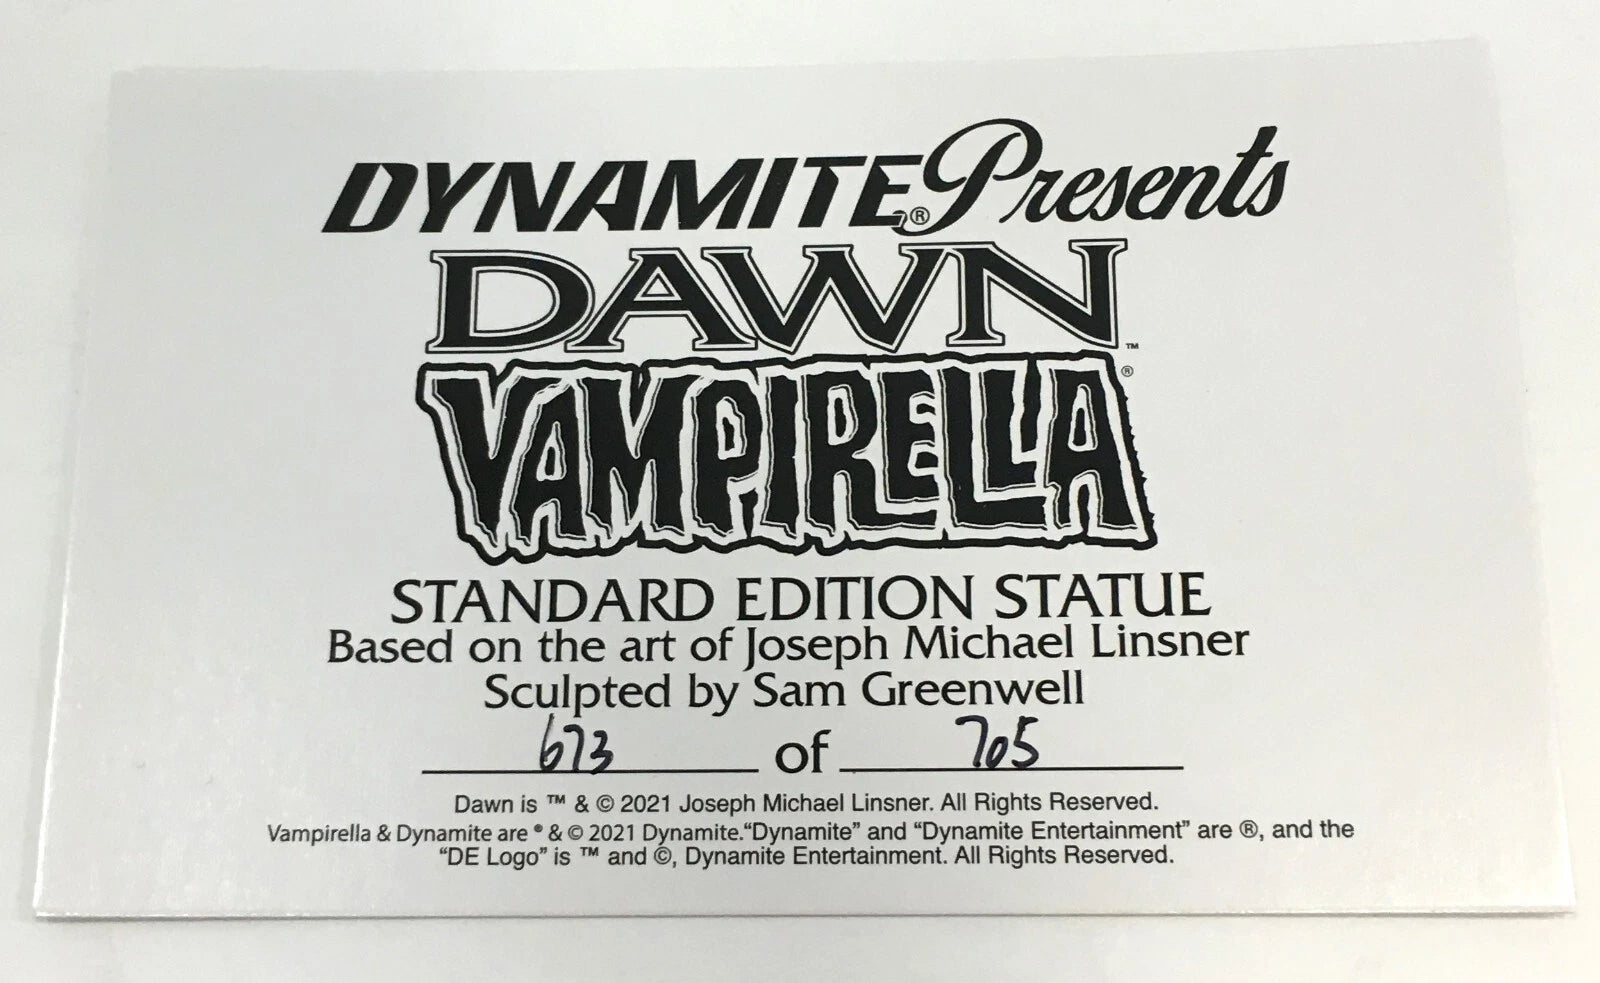 DYNAMITE® Presents
DAWN™
VAMPIRELLA®
STANDARD EDITION STATUE
Based on the art of Joseph Michael Linsner
Sculpted by Sam Greenwell
673 of 705
Dawn is ™ & © 2021 Joseph Michael Linsner. All Rights Reserved.
Vampirella & Dynamite are ® & © 2021 Dynamite. “Dynamite” and “Dynamite Entertainment” are ®, and the
“DE Logo” is ™ and ©, Dynamite Entertainment. All Rights Reserved.